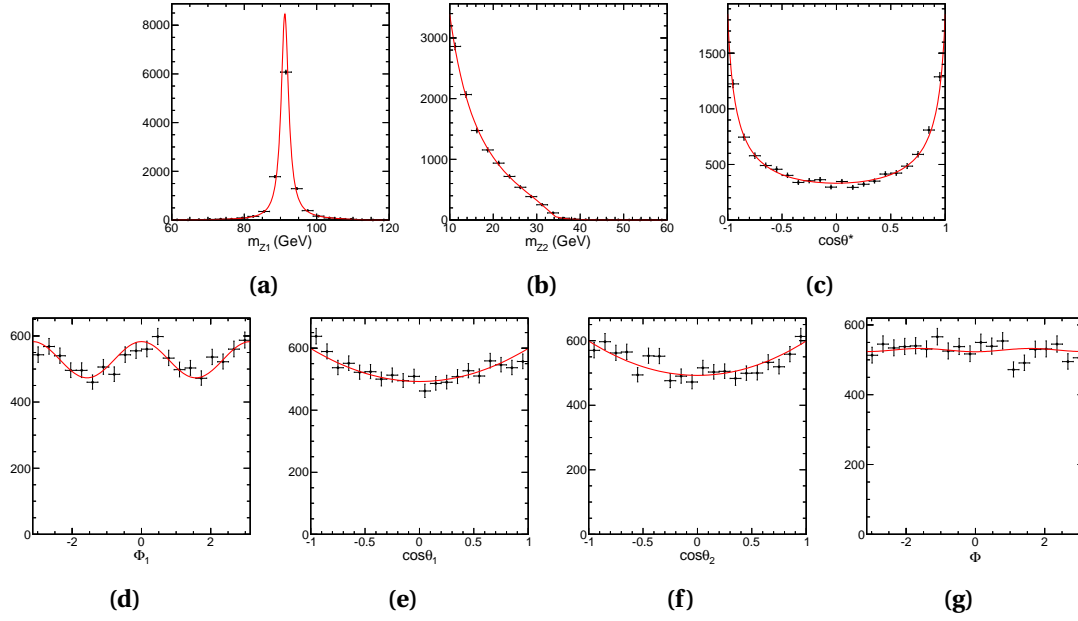 8000
6000
4000
2000
0
60 80 100 120
m_Z1 (GeV)
(a)
3000
2000
1000
0
10 20 30 40 50 60
m_Z2 (GeV)
(b)
1500
1000
500
0
-1 -0.5 0 0.5 1
cosθ*
(c)
600
400
200
0
-2 0 2
Φ₁
(d)
600
400
200
0
-1 -0.5 0 0.5 1
cosθ₁
(e)
600
400
200
0
-1 -0.5 0 0.5 1
cosθ₂
(f)
600
400
200
0
-2 0 2
Φ
(g)